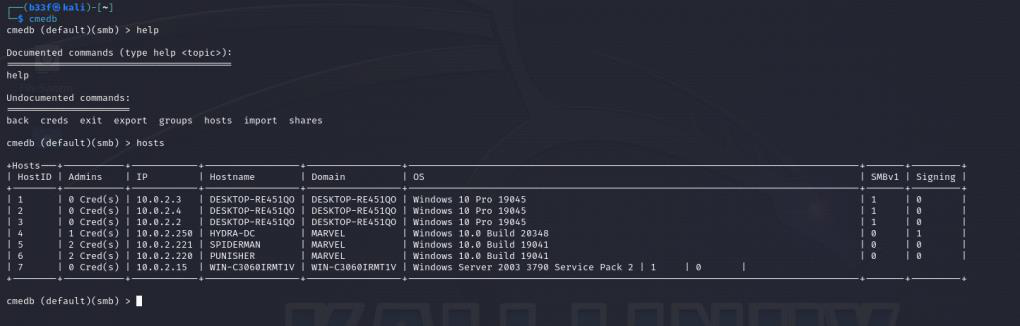 ┌──(b33f㉿kali)-[~]
└─$ cmedb
cmedb (default)(smb) > help
Documented commands (type help <topic>):
========================================
help
Undocumented commands:
======================
back creds exit export groups hosts import shares
cmedb (default)(smb) > hosts
+Hosts---+-----------+------------+-----------------+-----------------+--------------------------------------+-------+---------+
| HostID | Admins | IP | Hostname | Domain | OS | SMBv1 | Signing |
+--------+-----------+------------+-----------------+-----------------+--------------------------------------+-------+---------+
| 1 | 0 Cred(s) | 10.0.2.3 | DESKTOP-RE451QO | DESKTOP-RE451QO | Windows 10 Pro 19045 | 1 | 0 |
| 2 | 0 Cred(s) | 10.0.2.4 | DESKTOP-RE451QO | DESKTOP-RE451QO | Windows 10 Pro 19045 | 1 | 0 |
| 3 | 0 Cred(s) | 10.0.2.2 | DESKTOP-RE451QO | DESKTOP-RE451QO | Windows 10 Pro 19045 | 1 | 0 |
| 4 | 1 Cred(s) | 10.0.2.250 | HYDRA-DC | MARVEL | Windows 10.0 Build 20348 | 0 | 1 |
| 5 | 2 Cred(s) | 10.0.2.221 | SPIDERMAN | MARVEL | Windows 10.0 Build 19041 | 0 | 0 |
| 6 | 2 Cred(s) | 10.0.2.220 | PUNISHER | MARVEL | Windows 10.0 Build 19041 | 0 | 0 |
| 7 | 0 Cred(s) | 10.0.2.15 | WIN-C3060IRMT1V | WIN-C3060IRMT1V | Windows Server 2003 3790 Service Pack 2 | 1 | 0 |
+--------+-----------+------------+-----------------+-----------------+--------------------------------------+-------+---------+
cmedb (default)(smb) >